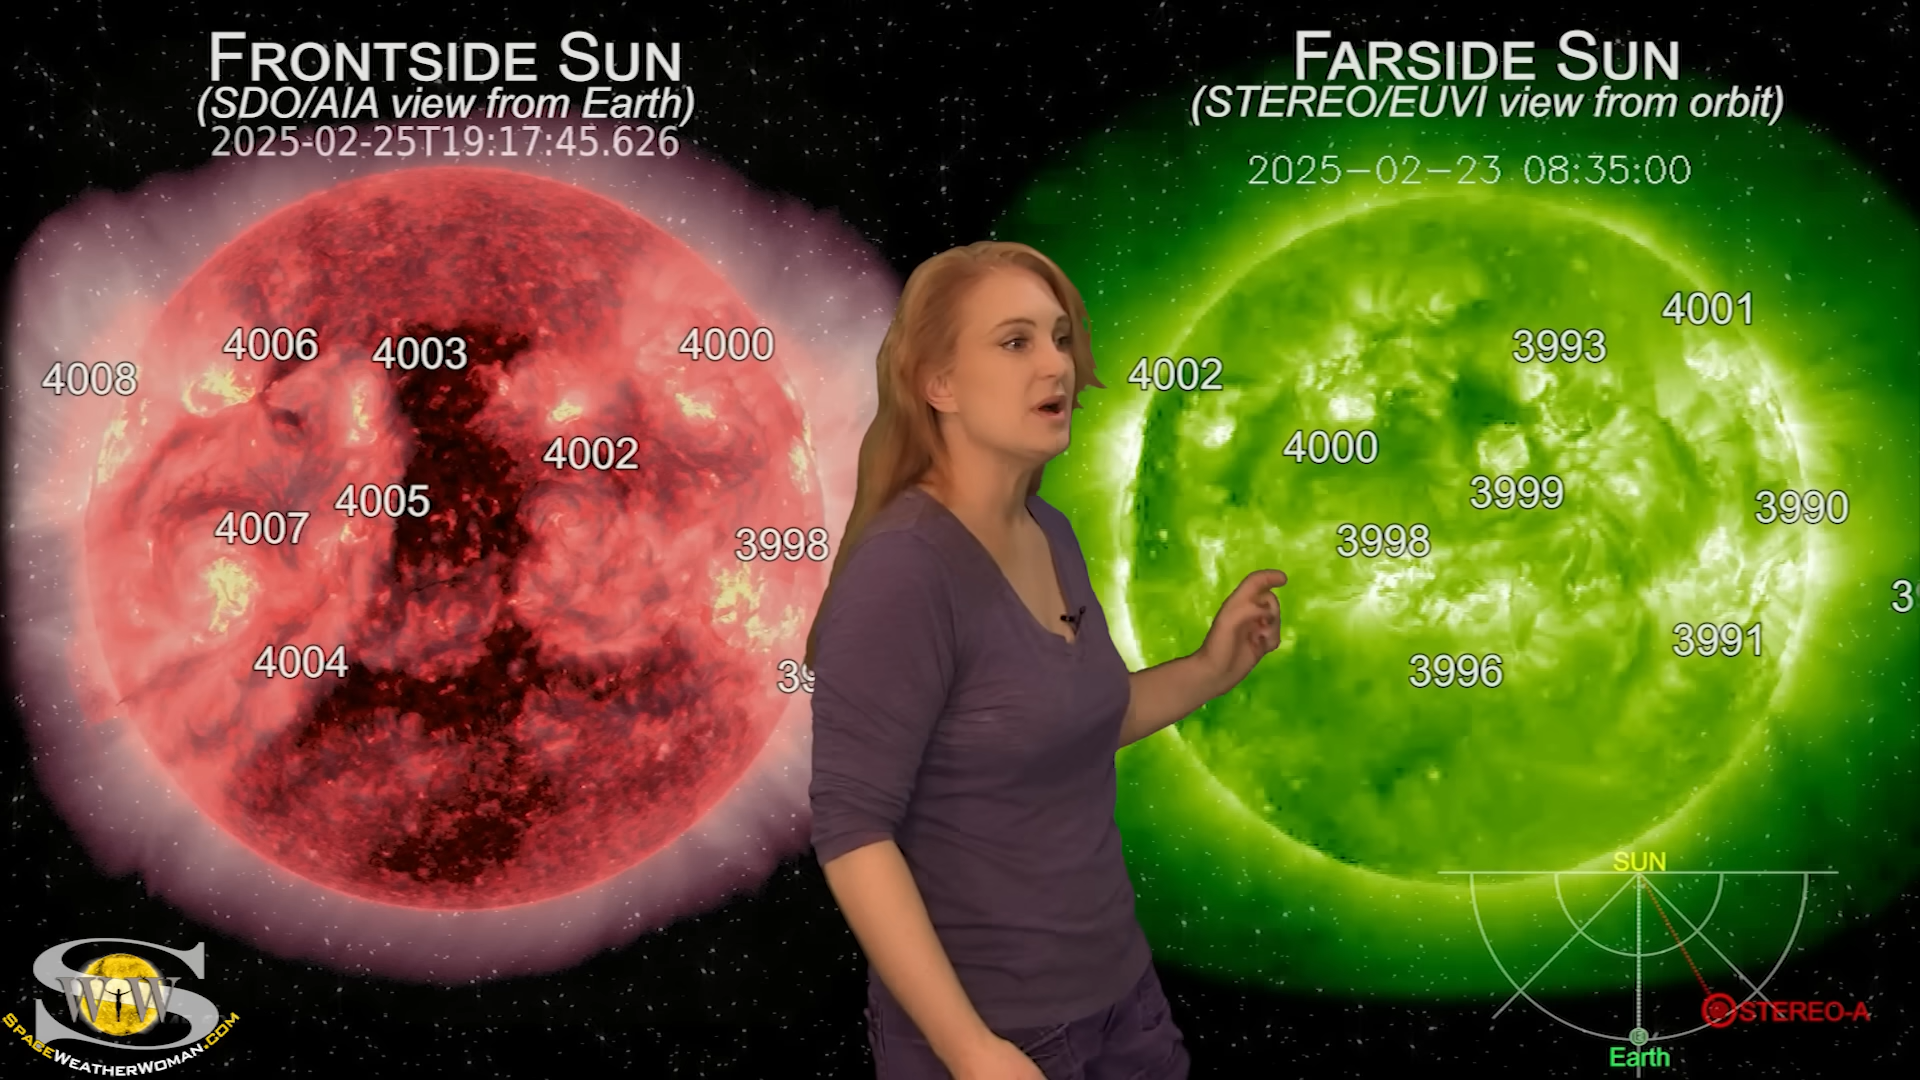 FRONTSIDE SUN
(SDO/AIA view from Earth)
2025-02-25T19:17:45.626
4008
4006
4003
4000
4002
4005
4007
3998
4004
FARSIDE SUN
(STEREO/EUVI view from orbit)
2025-02-23 08:35:00
4001
3993
4002
4000
3999
3990
3998
3991
3996
SUN
STEREO-A
E
Earth
SWW
SPACEWEATHERWOMAN.COM